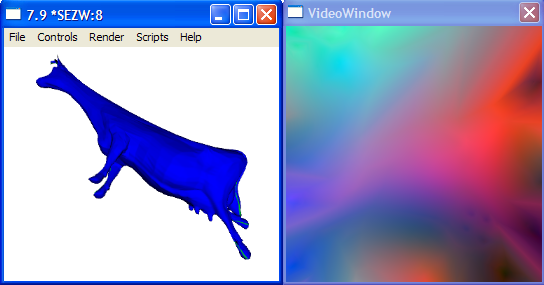 7.9 *SEZW:8
File Controls Render Scripts Help
VideoWindow